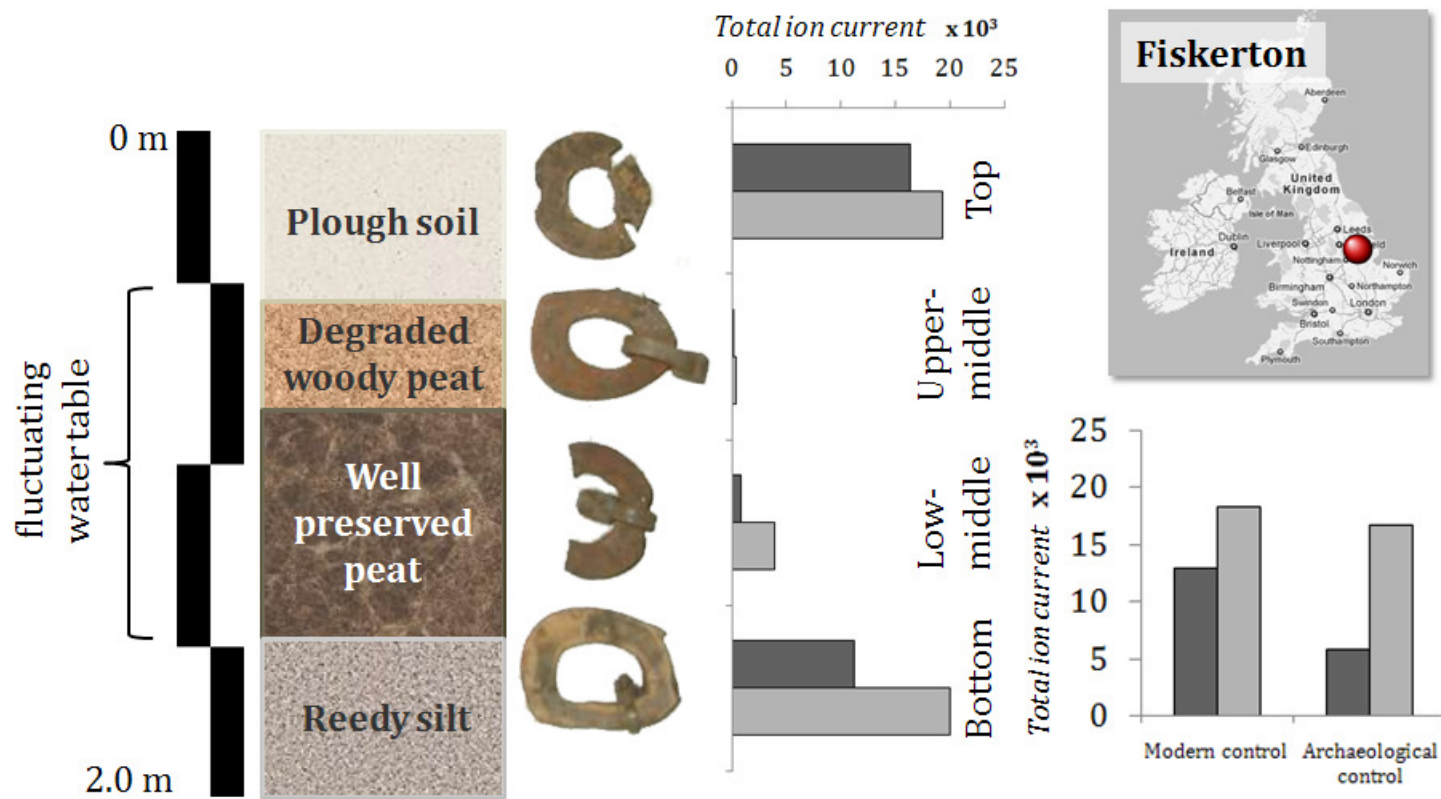 Total ion current x 10³
0 5 10 15 20 25
0 m
2.0 m
fluctuating
water table
Plough soil
Degraded
woody peat
Well
preserved
peat
Reedy silt
Top
Upper-
middle
Low-
middle
Bottom
Fiskerton
Aberdeen
Edinburgh
Glasgow
United
Kingdom
Belfast
Isle of Man
Leeds
Dublin
Liverpool
Ireland
Nottingham
Norwich
Birmingham
Northampton
Swindon
London
Bristol
Southampton
Plymouth
Total ion current x 10³
25
20
15
10
5
0
Modern control
Archaeological
control